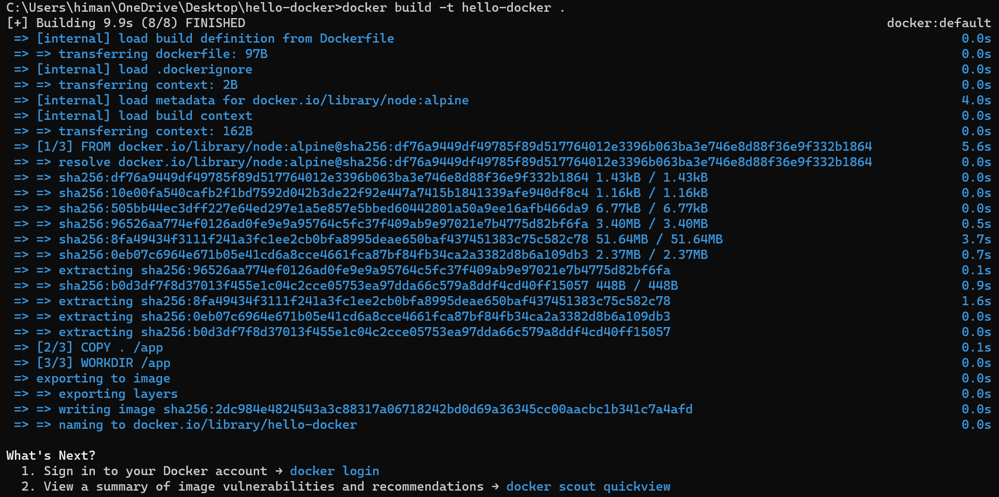 C:\Users\himan\OneDrive\Desktop\hello-docker>docker build -t hello-docker .
[+] Building 9.9s (8/8) FINISHED docker:default
=> [internal] load build definition from Dockerfile 0.0s
=> => transferring dockerfile: 97B 0.0s
=> [internal] load .dockerignore 0.0s
=> => transferring context: 2B 0.0s
=> [internal] load metadata for docker.io/library/node:alpine 4.0s
=> [internal] load build context 0.0s
=> => transferring context: 162B 0.0s
=> [1/3] FROM docker.io/library/node:alpine@sha256:df76a9449df49785f89d517764012e3396b063ba3e746e8d88f36e9f332b1864 5.6s
=> => resolve docker.io/library/node:alpine@sha256:df76a9449df49785f89d517764012e3396b063ba3e746e8d88f36e9f332b1864 0.0s
=> => sha256:df76a9449df49785f89d517764012e3396b063ba3e746e8d88f36e9f332b1864 1.43kB / 1.43kB 0.0s
=> => sha256:10e00fa540cafb2f1bd7592d042b3de22f92e447a7415b1841339afe940df8c4 1.16kB / 1.16kB 0.0s
=> => sha256:505bb44ec3dff227e64ed297e1a5e857e5bbed60442801a50a9ee16afb466da9 6.77kB / 6.77kB 0.0s
=> => sha256:96526aa774ef0126ad0fe9e9a95764c5fc37f409ab9e97021e7b4775d82bf6fa 3.40MB / 3.40MB 0.5s
=> => sha256:8fa49434f3111f241a3fc1ee2cb0bfa8995deae650baf437451383c75c582c78 51.64MB / 51.64MB 3.7s
=> => sha256:0eb07c6964e671b05e41cd6a8cce4661fca87bf84fb34ca2a3382d8b6a109db3 2.37MB / 2.37MB 0.7s
=> => extracting sha256:96526aa774ef0126ad0fe9e9a95764c5fc37f409ab9e97021e7b4775d82bf6fa 0.1s
=> => sha256:b0d3df7f8d37013f455e1c04c2cce05753ea97dda66c579a8ddf4cd40ff15057 448B / 448B 0.9s
=> => extracting sha256:8fa49434f3111f241a3fc1ee2cb0bfa8995deae650baf437451383c75c582c78 1.6s
=> => extracting sha256:0eb07c6964e671b05e41cd6a8cce4661fca87bf84fb34ca2a3382d8b6a109db3 0.0s
=> => extracting sha256:b0d3df7f8d37013f455e1c04c2cce05753ea97dda66c579a8ddf4cd40ff15057 0.0s
=> [2/3] COPY . /app 0.1s
=> [3/3] WORKDIR /app 0.0s
=> exporting to image 0.0s
=> => exporting layers 0.0s
=> => writing image sha256:2dc984e4824543a3c88317a06718242bd0d69a36345cc00aacbc1b341c7a4afd 0.0s
=> => naming to docker.io/library/hello-docker 0.0s
What's Next?
1. Sign in to your Docker account → docker login
2. View a summary of image vulnerabilities and recommendations → docker scout quickview